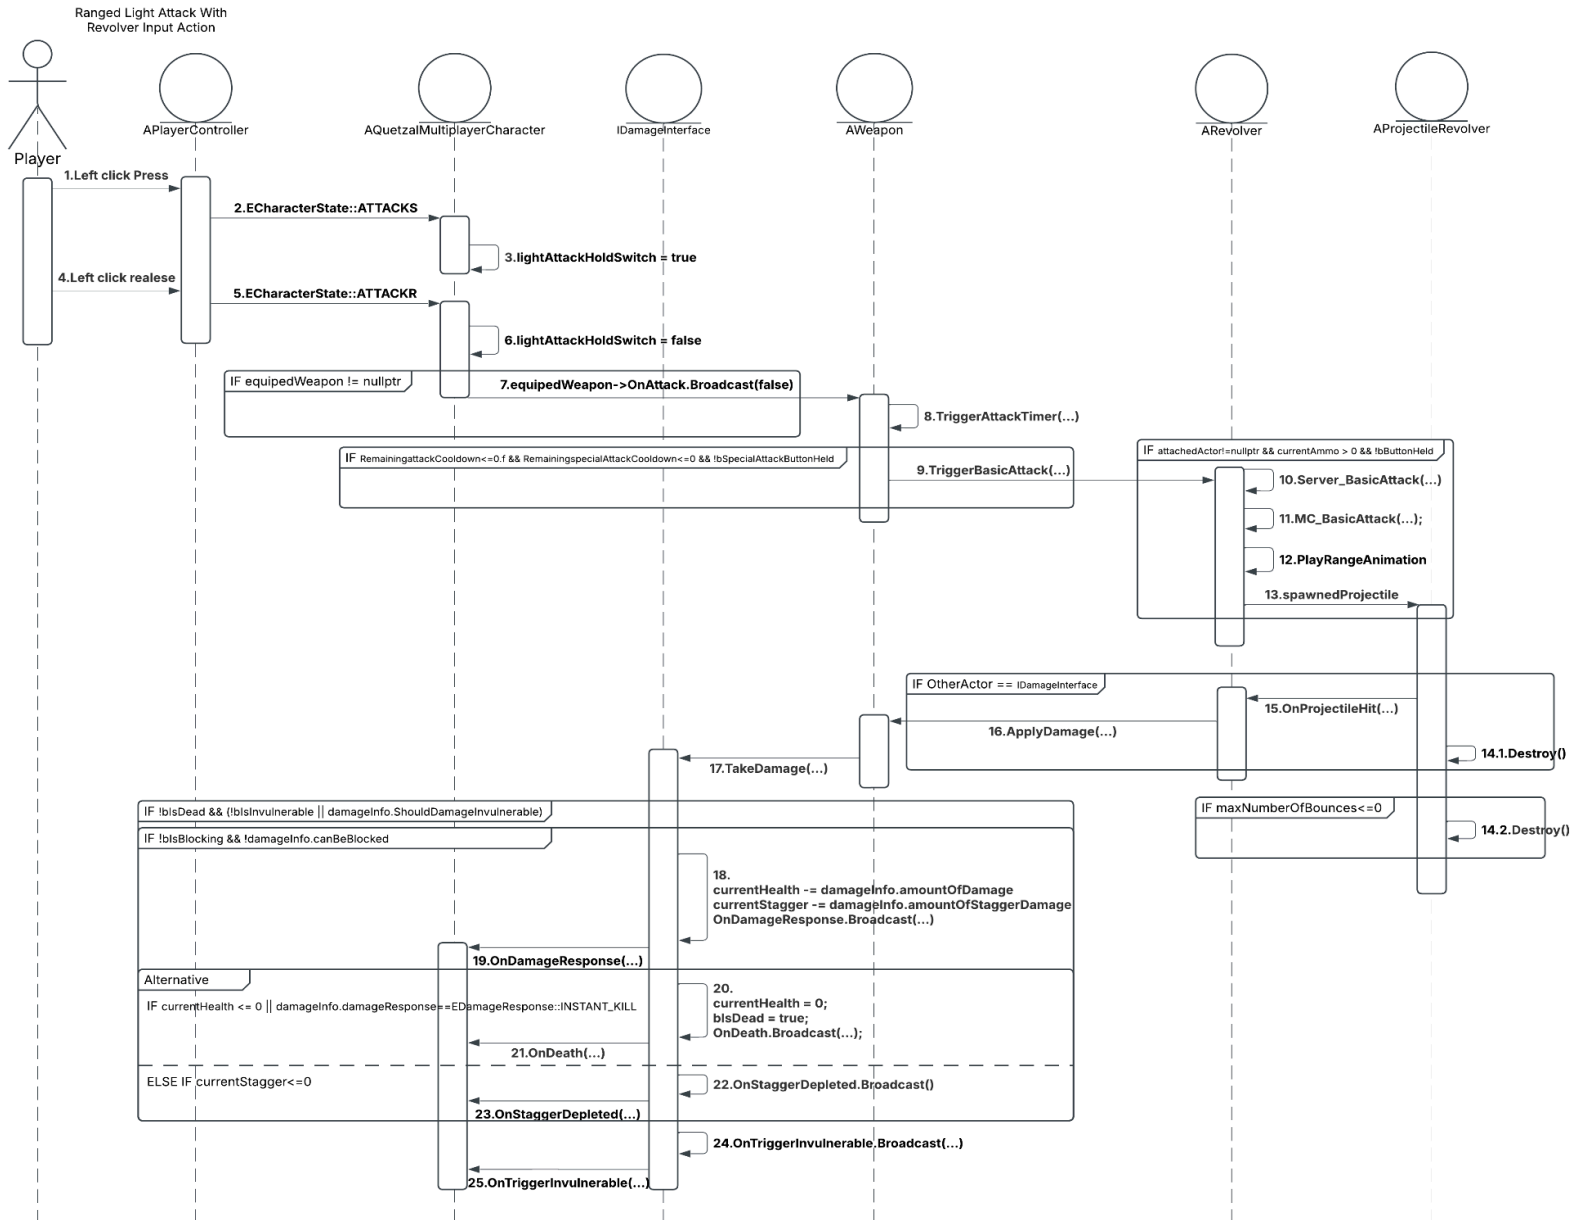 Ranged Light Attack With
Revolver Input Action
Player
APlayerController
AQuetzalMultiplayerCharacter
IDamageInterface
AWeapon
ARevolver
AProjectileRevolver
1.Left click Press
2.ECharacterState::ATTACKS
3.lightAttackHoldSwitch = true
4.Left click realese
5.ECharacterState::ATTACKR
6.lightAttackHoldSwitch = false
IF equipedWeapon != nullptr
7.equipedWeapon->OnAttack.Broadcast(false)
8.TriggerAttackTimer(...)
IF RemainingattackCooldown<=0.f && RemainingspecialAttackCooldown<=0 && !bSpecialAttackButtonHeld
9.TriggerBasicAttack(...)
IF attachedActor!=nullptr && currentAmmo > 0 && !bButtonHeld
10.Server_BasicAttack(...)
11.MC_BasicAttack(...);
12.PlayRangeAnimation
13.spawnedProjectile
IF OtherActor == IDamageInterface
15.OnProjectileHit(...)
16.ApplyDamage(...)
14.1.Destroy()
17.TakeDamage(...)
IF !bIsDead && (!bIsInvulnerable || damageInfo.ShouldDamageInvulnerable)
IF maxNumberOfBounces<=0
14.2.Destroy()
IF !bIsBlocking && !damageInfo.canBeBlocked
18.
currentHealth -= damageInfo.amountOfDamage
currentStagger -= damageInfo.amountOfStaggerDamage
OnDamageResponse.Broadcast(...)
19.OnDamageResponse(...)
Alternative
IF currentHealth <= 0 || damageInfo.damageResponse==EDamageResponse::INSTANT_KILL
20.
currentHealth = 0;
bIsDead = true;
OnDeath.Broadcast(...);
21.OnDeath(...)
ELSE IF currentStagger<=0
22.OnStaggerDepleted.Broadcast()
23.OnStaggerDepleted(...)
24.OnTriggerInvulnerable.Broadcast(...)
25.OnTriggerInvulnerable(...)